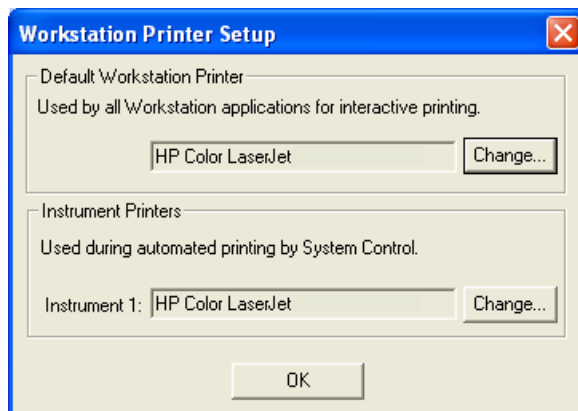 Workstation Printer Setup
Default Workstation Printer
Used by all Workstation applications for interactive printing.
HP Color LaserJet Change...
Instrument Printers
Used during automated printing by System Control.
Instrument 1: HP Color LaserJet Change...
OK